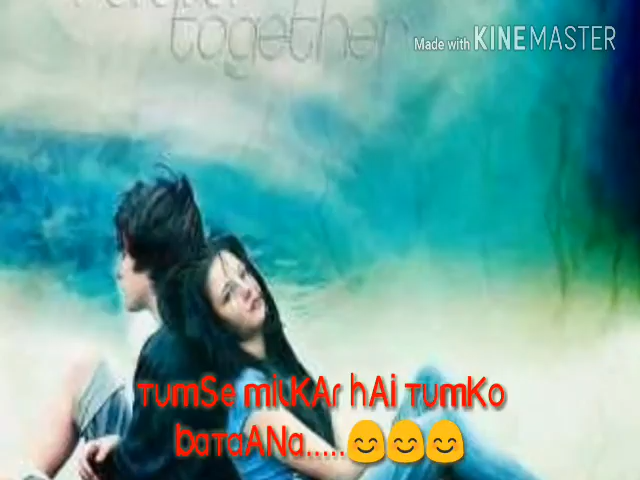 together
Made with KINEMASTER
TUMSE MILKAR HAI TUMKO
BATAANA.....😊😊😊